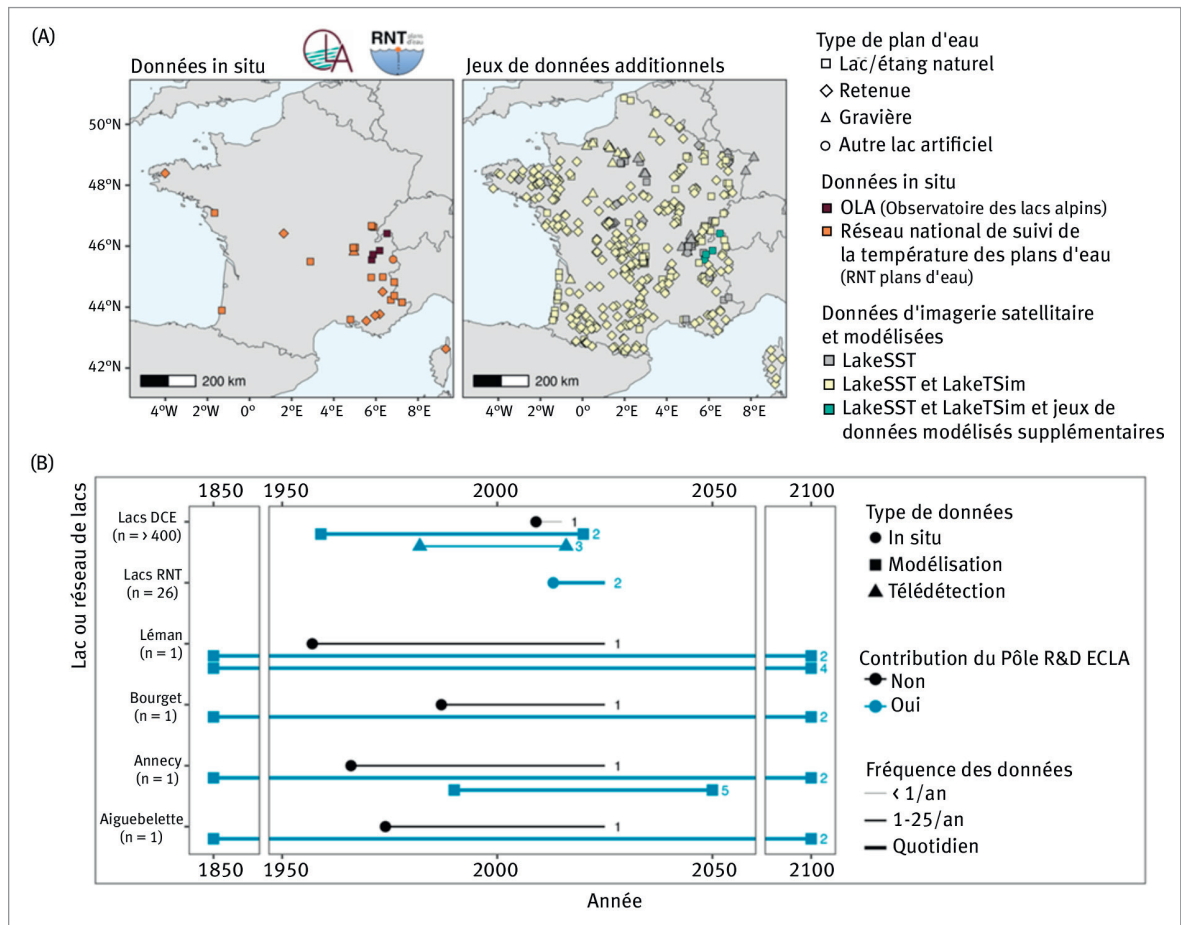 (A)
OLA
RNT plans d'eau
Données in situ
Jeux de données additionnels
50°N
48°N
46°N
44°N
42°N
200 km
200 km
4°W 2°W 0° 2°E 4°E 6°E 8°E
4°W 2°W 0° 2°E 4°E 6°E 8°E
Type de plan d'eau
Lac/étang naturel
Retenue
Gravière
Autre lac artificiel
Données in situ
OLA (Observatoire des lacs alpins)
Réseau national de suivi de
la température des plans d'eau
(RNT plans d'eau)
Données d'imagerie satellitaire
et modélisées
LakeSST
LakeSST et LakeTSim
LakeSST et LakeTSim et jeux de
données modélisés supplémentaires
(B)
Lac ou réseau de lacs
1850 1950 2000 2050 2100
Lacs DCE
(n = > 400)
1
2
3
Lacs RNT
(n = 26)
2
Léman
(n = 1)
1
2
4
Bourget
(n = 1)
1
2
Annecy
(n = 1)
1
2
5
Aiguebelette
(n = 1)
1
2
1850 1950 2000 2050 2100
Année
Type de données
In situ
Modélisation
Télédétection
Contribution du Pôle R&D ECLA
Non
Oui
Fréquence des données
< 1/an
1-25/an
Quotidien